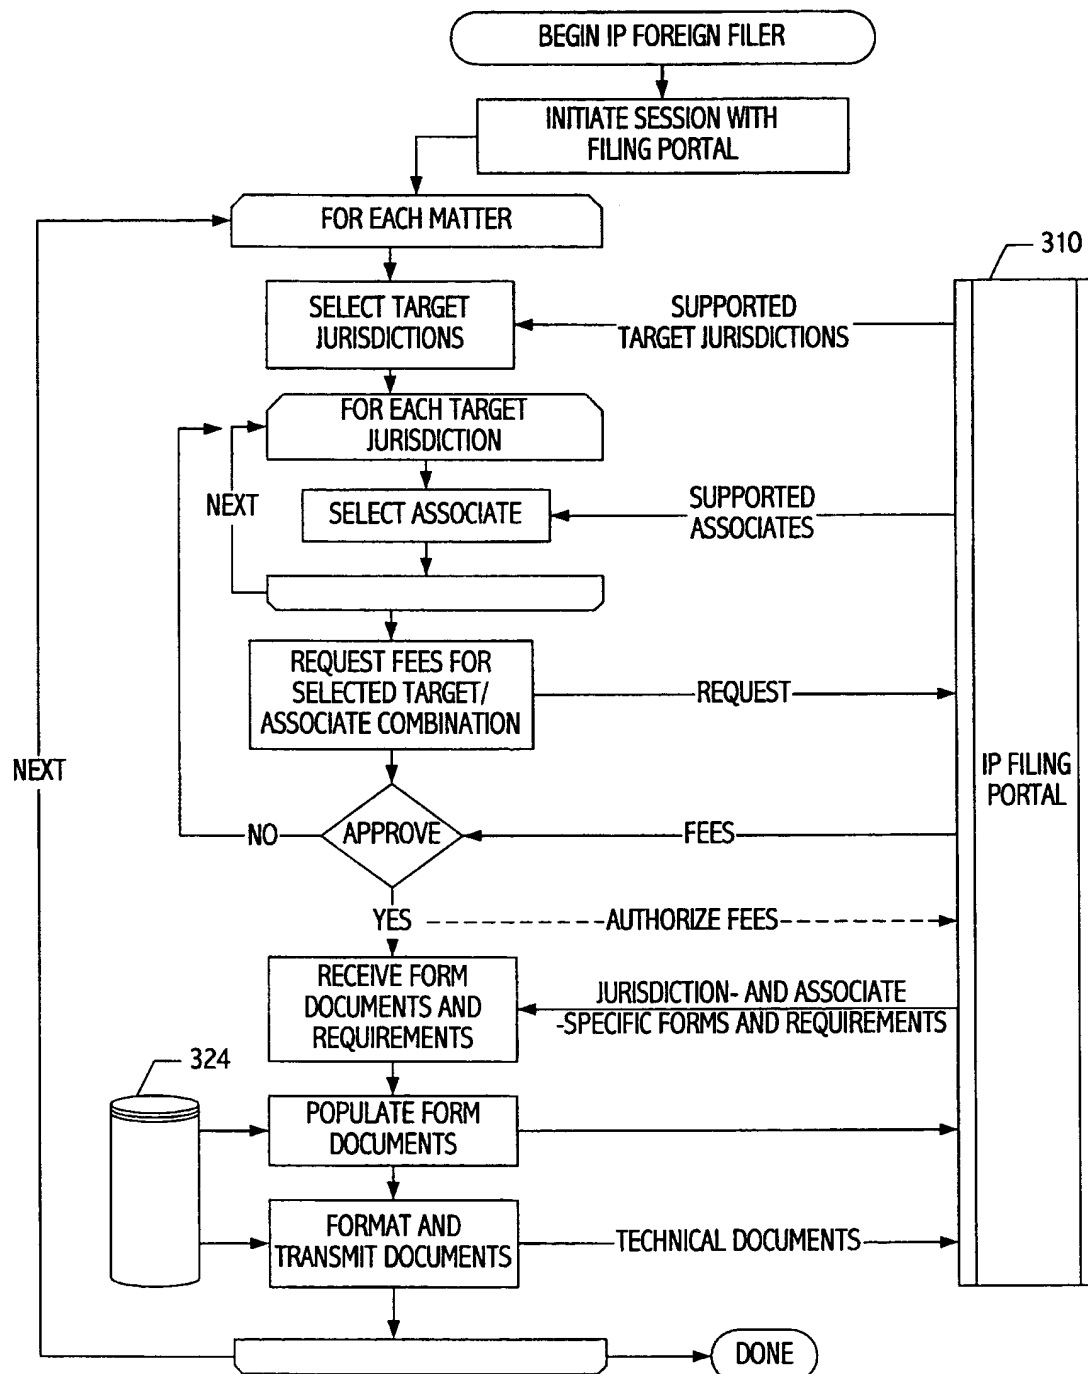 BEGIN IP FOREIGN FILER
INITIATE SESSION WITH
FILING PORTAL
FOR EACH MATTER
310
SELECT TARGET
JURISDICTIONS
SUPPORTED
TARGET JURISDICTIONS
FOR EACH TARGET
JURISDICTION
NEXT
SELECT ASSOCIATE
SUPPORTED
ASSOCIATES
REQUEST FEES FOR
SELECTED TARGET/
ASSOCIATE COMBINATION
REQUEST
NEXT
IP FILING
PORTAL
NO
APPROVE
FEES
YES
AUTHORIZE FEES
RECEIVE FORM
DOCUMENTS AND
REQUIREMENTS
JURISDICTION- AND ASSOCIATE
-SPECIFIC FORMS AND REQUIREMENTS
324
POPULATE FORM
DOCUMENTS
FORMAT AND
TRANSMIT DOCUMENTS
TECHNICAL DOCUMENTS
DONE